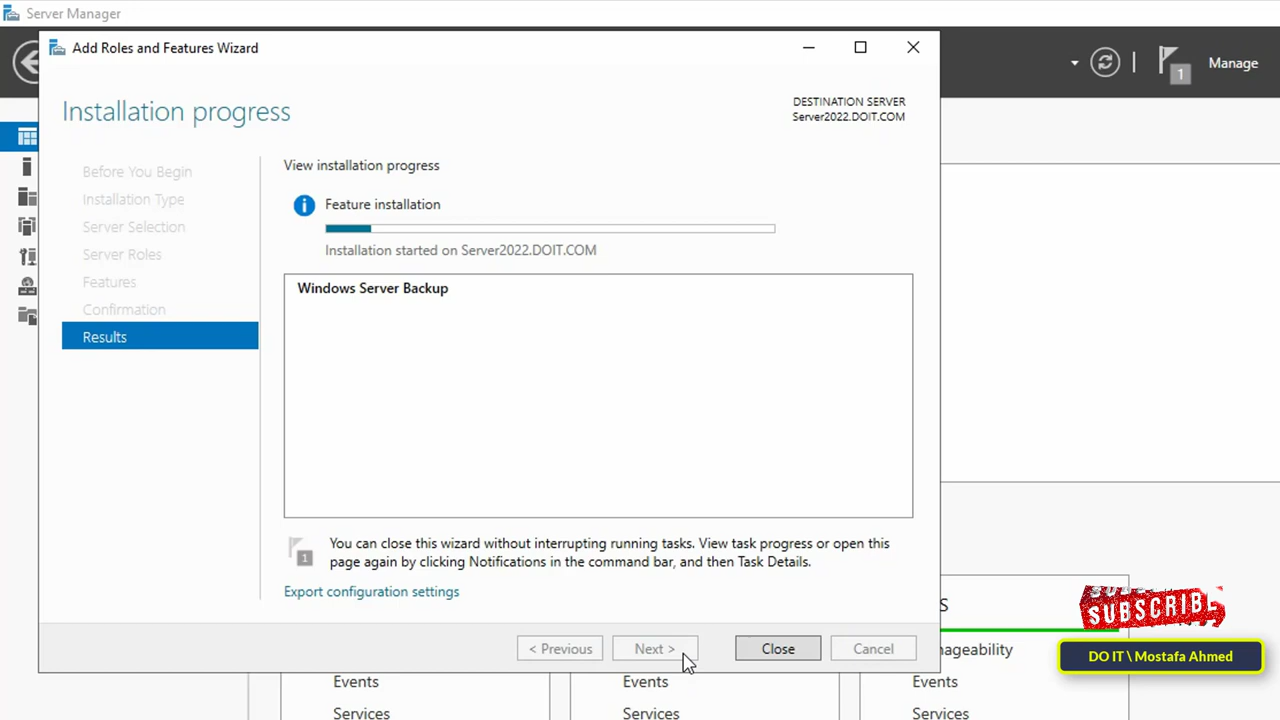 Server Manager
Add Roles and Features Wizard
1
Manage
Installation progress
DESTINATION SERVER
Server2022.DOIT.COM
Before You Begin
Installation Type
Server Selection
Server Roles
Features
Confirmation
Results
View installation progress
Feature installation
Installation started on Server2022.DOIT.COM
Windows Server Backup
1
You can close this wizard without interrupting running tasks. View task progress or open this
page again by clicking Notifications in the command bar, and then Task Details.
Export configuration settings
< Previous
Next >
Close
Cancel
S
SUBSCRIBE
nageability
DO IT \ Mostafa Ahmed
Events
Events
Events
Services
Services
Services